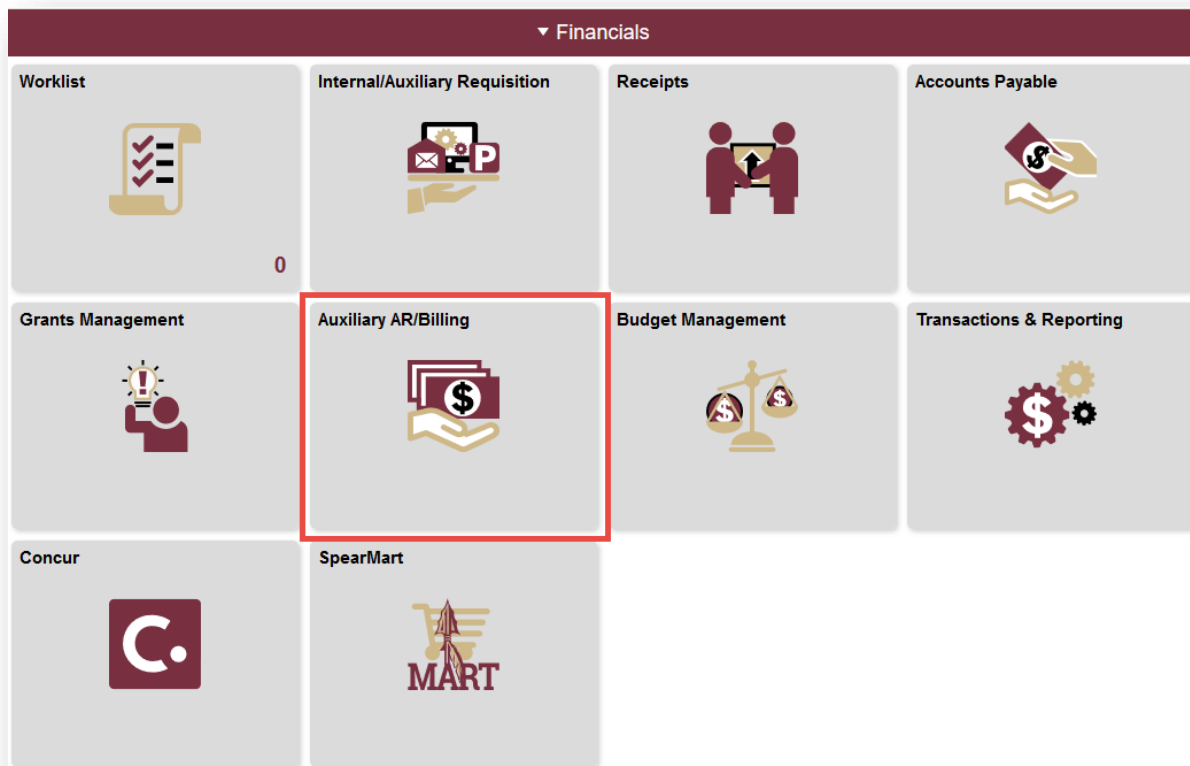 Financials
Worklist
Internal/Auxiliary Requisition
Receipts
Accounts Payable
P
$
0
Grants Management
Auxiliary AR/Billing
Budget Management
Transactions & Reporting
!
$
$
$
$
Concur
SpearMart
C.
MART